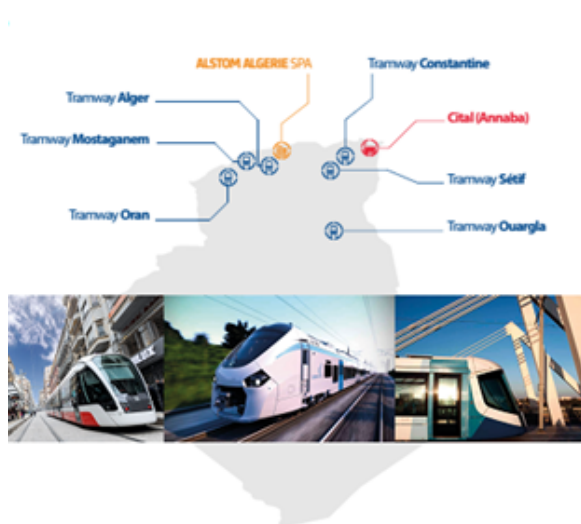 ALSTOM ALGERIE SPA
Tramway Constantine
Tramway Alger
Cital (Annaba)
Tramway Mostaganem
Tramway Sétif
Tramway Oran
Tramway Ouargla